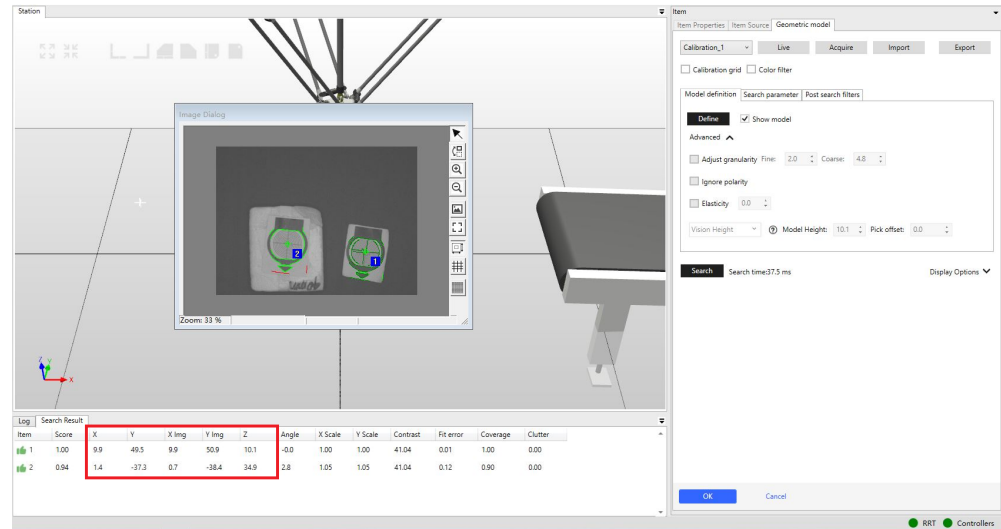 Station
Image Dialog
2
1
Zoom: 33 %
Z
Y
X
Item
Item Properties Item Source Geometric model
Calibration_1 Live Acquire Import Export
Calibration grid Color filter
Model definition Search parameter Post search filters
Define Show model
Advanced
Adjust granularity Fine: 2.0 Coarse: 4.8
Ignore polarity
Elasticity 0.0
Vision Height ? Model Height: 10.1 Pick offset: 0.0
Search Search time:37.5 ms Display Options
OK Cancel
Log Search Result
Item Score X Y X Img Y Img Z Angle X Scale Y Scale Contrast Fit error Coverage Clutter
1 1.00 9.9 49.5 9.9 50.9 10.1 -0.0 1.00 1.00 41.04 0.01 1.00 0.00
2 0.94 1.4 -37.3 0.7 -38.4 34.9 2.8 1.05 1.05 41.04 0.12 0.90 0.00
RRT Controllers